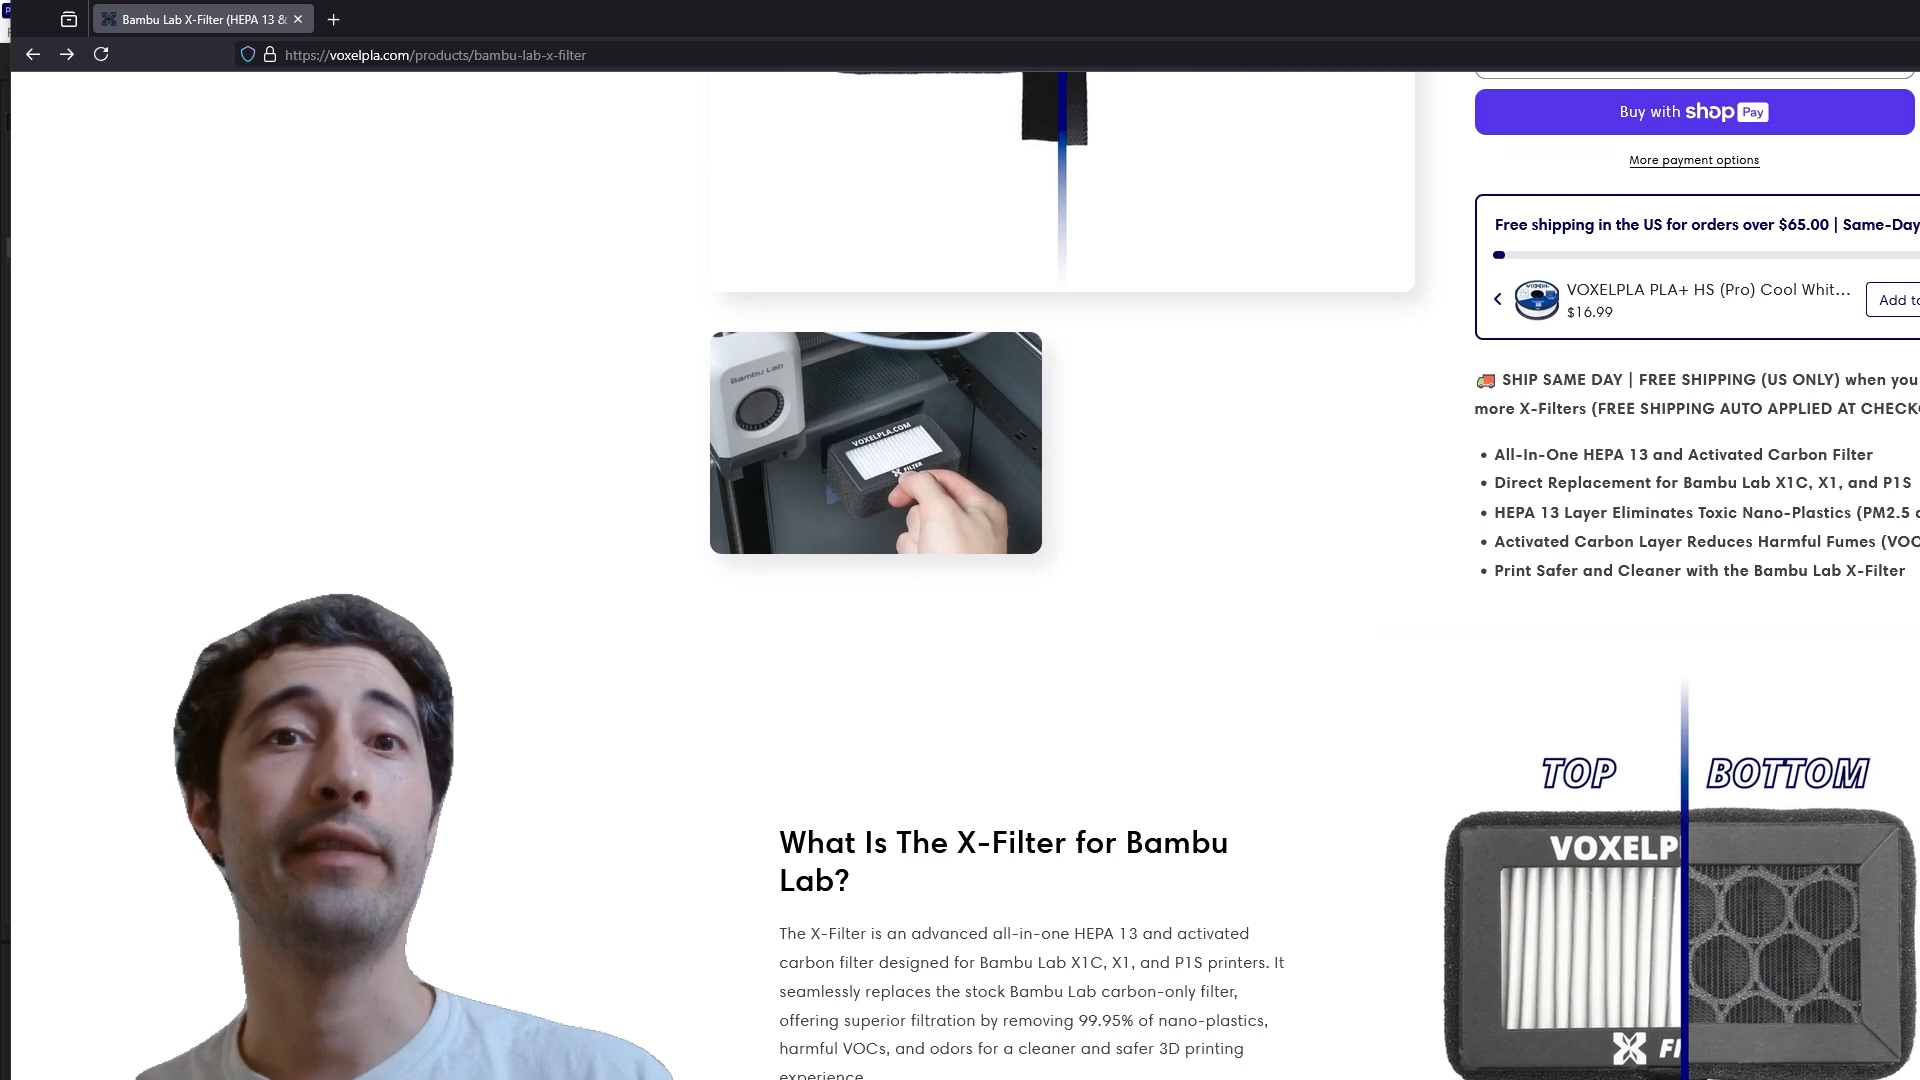 Bambu Lab X-Filter (HEPA 13 &
https://voxelpla.com/products/bambu-lab-x-filter
Buy with shop Pay
More payment options
Free shipping in the US for orders over $65.00 | Same-Day
VOXELPLA PLA+ HS (Pro) Cool Whit...
$16.99
Add to
SHIP SAME DAY | FREE SHIPPING (US ONLY) when you
more X-Filters (FREE SHIPPING AUTO APPLIED AT CHECK
• All-In-One HEPA 13 and Activated Carbon Filter
• Direct Replacement for Bambu Lab X1C, X1, and P1S
• HEPA 13 Layer Eliminates Toxic Nano-Plastics (PM2.5
• Activated Carbon Layer Reduces Harmful Fumes (VOC
• Print Safer and Cleaner with the Bambu Lab X-Filter
Bambu Lab
VOXELPLA.COM
FILTER
TOP
BOTTOM
VOXELP
FI
What Is The X-Filter for Bambu
Lab?
The X-Filter is an advanced all-in-one HEPA 13 and activated
carbon filter designed for Bambu Lab X1C, X1, and P1S printers. It
seamlessly replaces the stock Bambu Lab carbon-only filter,
offering superior filtration by removing 99.95% of nano-plastics,
harmful VOCs, and odors for a cleaner and safer 3D printing
experience